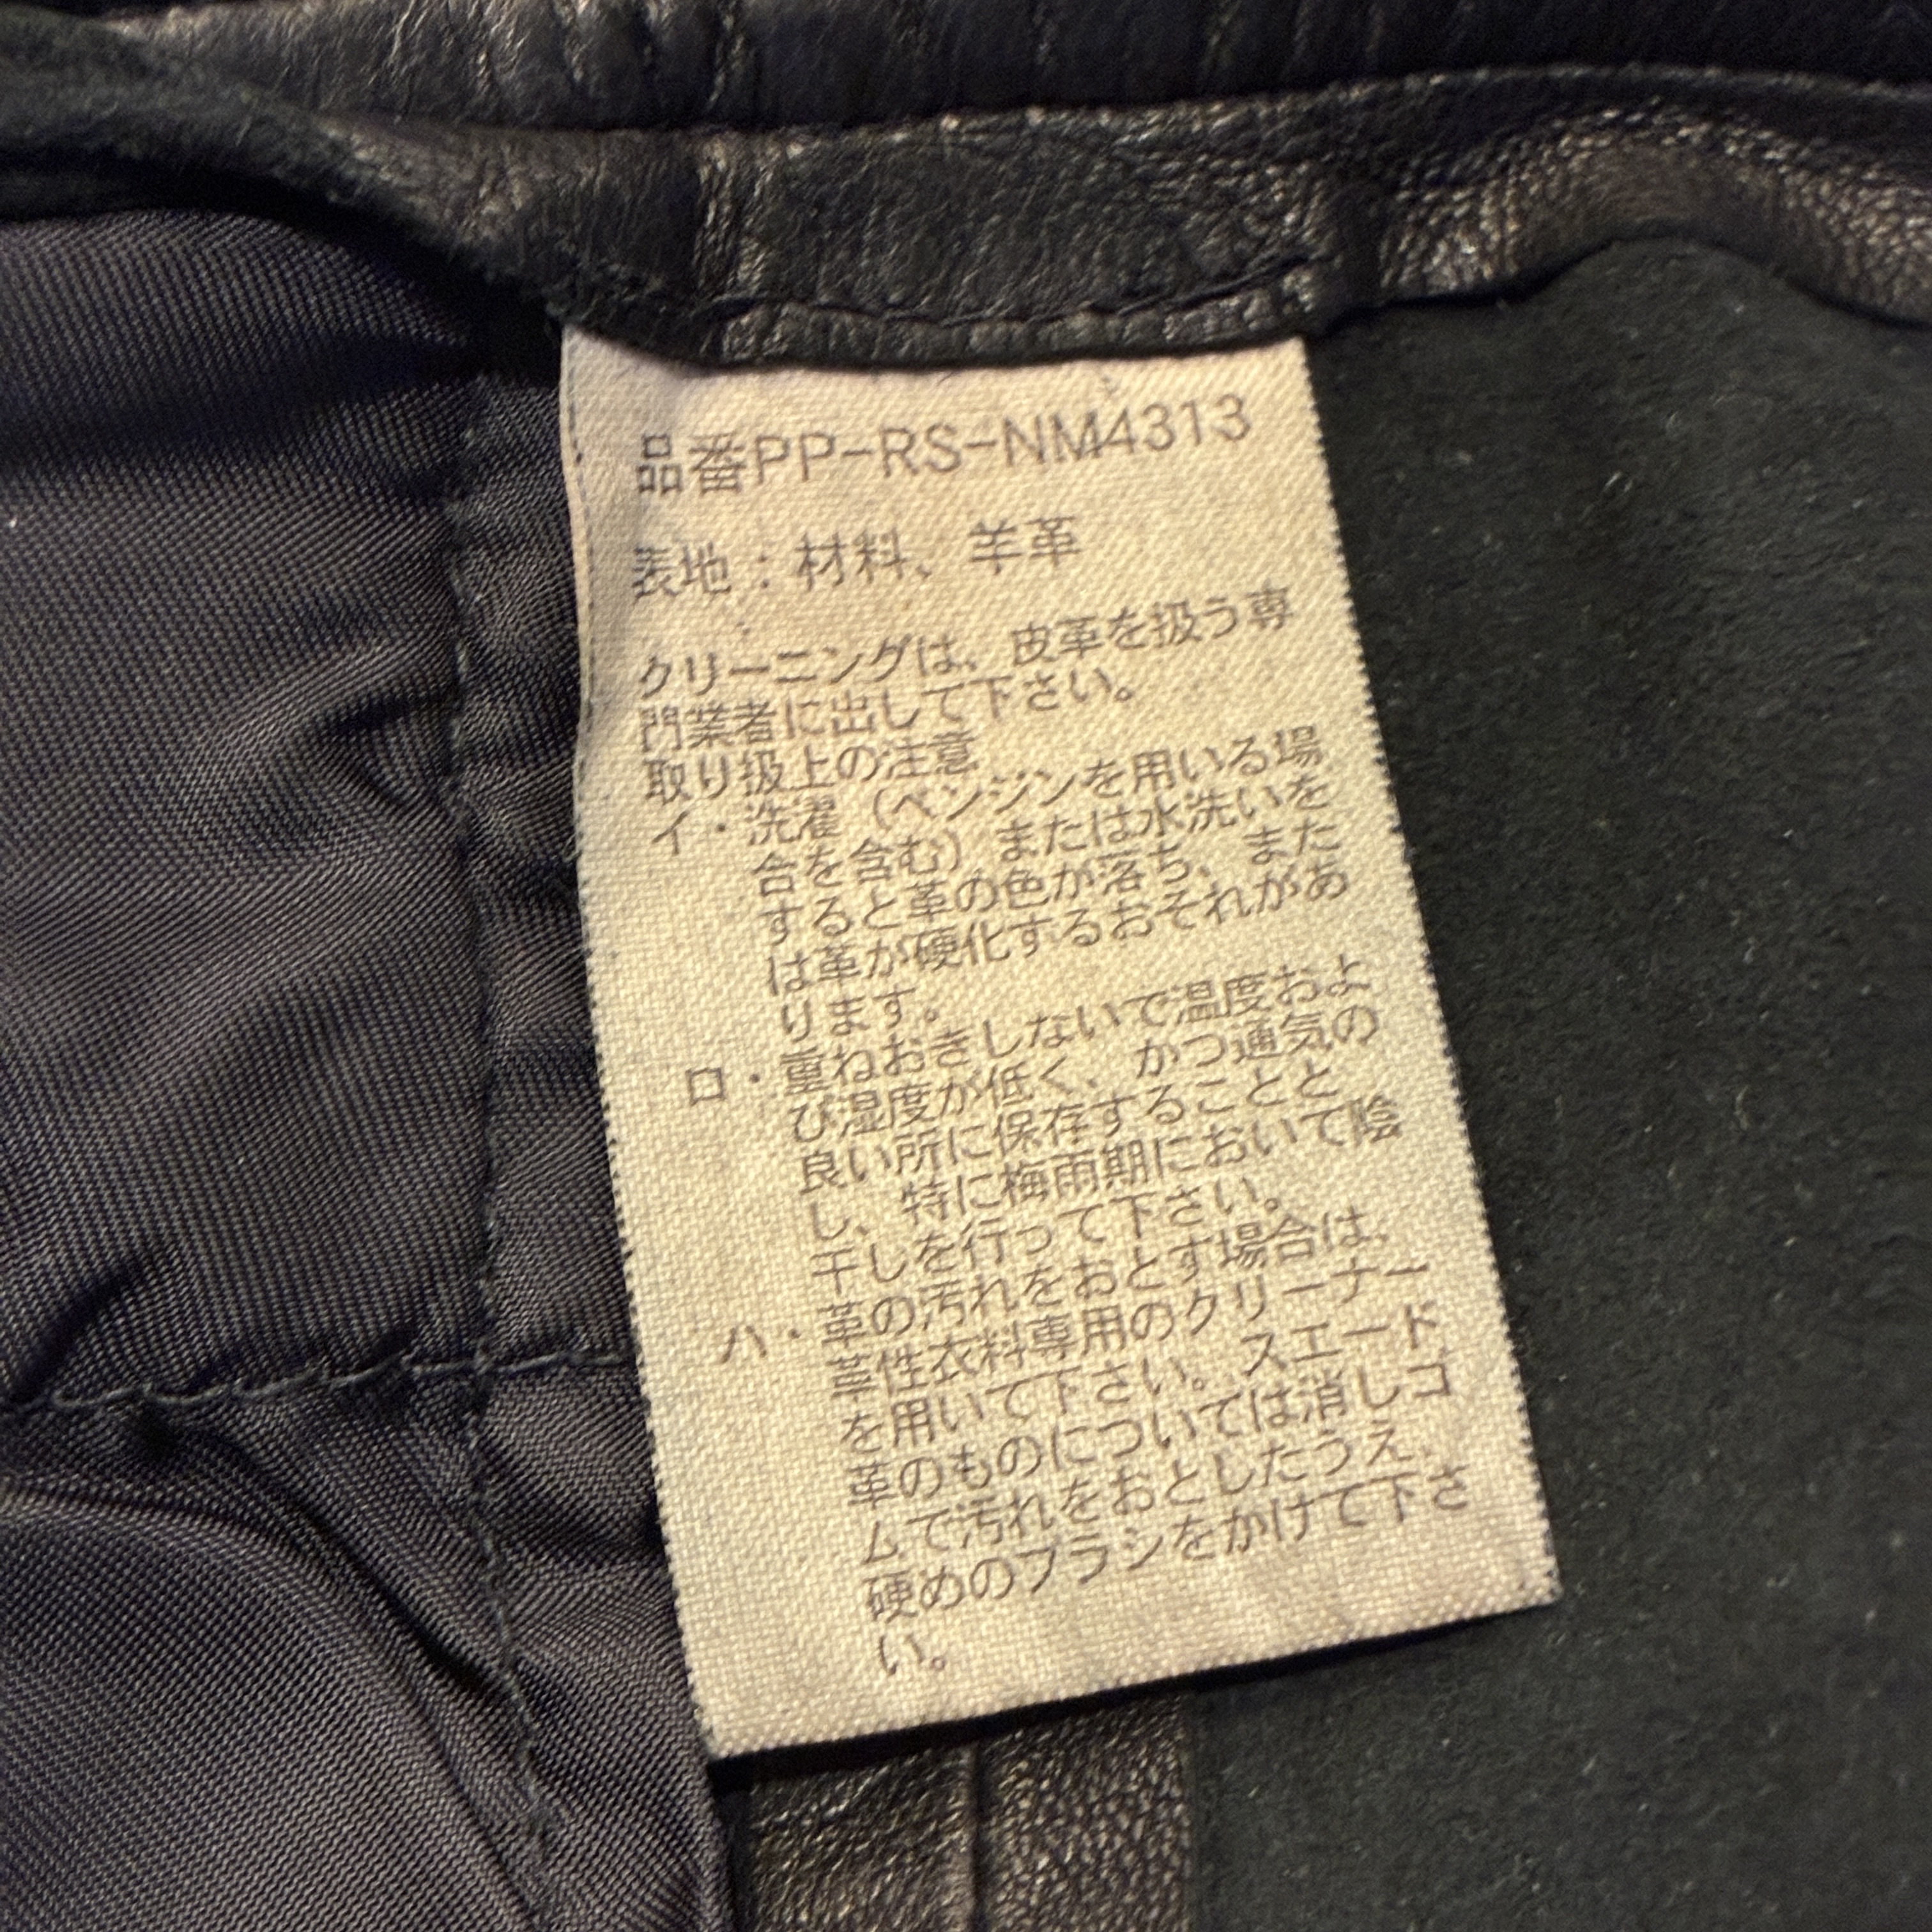 品番PP-RS-NM4313
表地：材料、羊革
クリーニングは、皮革を扱う専
門業者に出して下さい。
取り扱上の注意
イ・洗濯（ベンジンを用いる場
合を含む）または水洗いを
すると革の色が落ち、また
は革が硬化するおそれがあ
ります。
ロ・重ねおきしないで温度およ
び湿度が低く、かつ通気の
良い所に保存することと
し、特に梅雨期において陰
干しを行って下さい。
ハ・革の汚れをおとす場合は、
革性衣料専用のクリーナー
を用いて下さい。スエード
革のものについては消しゴ
ムで汚れをおとしたうえ、
硬めのブラシをかけて下さ
い。